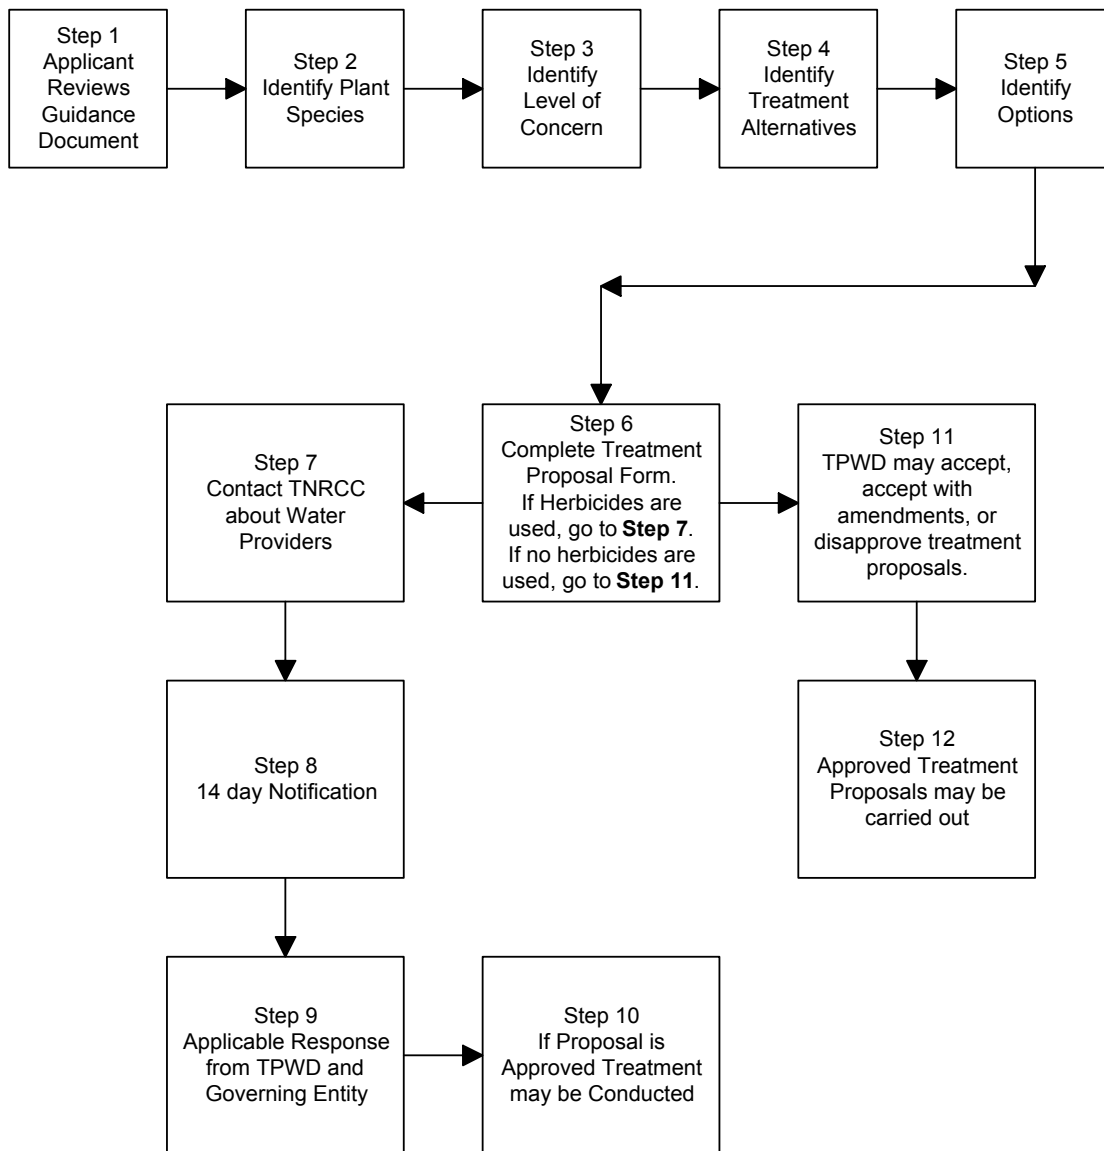 Step 1
Applicant
Reviews
Guidance
Document
Step 2
Identify Plant
Species
Step 3
Identify
Level of
Concern
Step 4
Identify
Treatment
Alternatives
Step 5
Identify
Options
Step 6
Complete Treatment
Proposal Form.
If Herbicides are
used, go to Step 7.
If no herbicides are
used, go to Step 11.
Step 7
Contact TNRCC
about Water
Providers
Step 8
14 day Notification
Step 9
Applicable Response
from TPWD and
Governing Entity
Step 10
If Proposal is
Approved Treatment
may be Conducted
Step 11
TPWD may accept,
accept with
amendments, or
disapprove treatment
proposals.
Step 12
Approved Treatment
Proposals may be
carried out